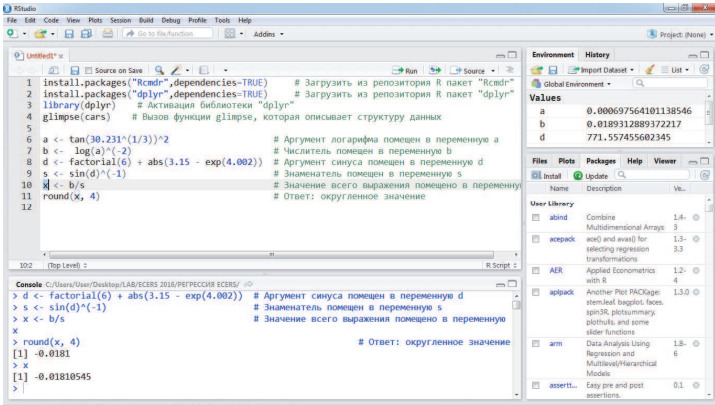 RStudio
File Edit Code View Plots Session Build Debug Profile Tools Help
Go to file/function Addins Project: (None)
Untitled1* ×
Source on Save Run Source
1 install.packages("Rcmdr",dependencies=TRUE) # Загрузить из репозитория R пакет "Rcmdr"
2 install.packages("dplyr",dependencies=TRUE) # Загрузить из репозитория R пакет "dplyr"
3 library(dplyr) # Активация библиотеки "dplyr"
4 glimpse(cars) # Вызов функции glimpse, которая описывает структуру данных
5
6 a <- tan(30.231^(1/3))^2 # Аргумент логарифма помещен в переменную a
7 b <- log(a)^(-2) # Числитель помещен в переменную b
8 d <- factorial(6) + abs(3.15 - exp(4.002)) # Аргумент синуса помещен в переменную d
9 s <- sin(d)^(-1) # Знаменатель помещен в переменную s
10 x <- b/s # Значение всего выражения помещено в переменну
11 round(x, 4) # Ответ: округленное значение
12
10:2 (Top Level) R Script
Console C:/Users/User/Desktop/LAB/ECERS 2016/РЕГРЕССИЯ ECERS/
> d <- factorial(6) + abs(3.15 - exp(4.002)) # Аргумент синуса помещен в переменную d
> s <- sin(d)^(-1) # Знаменатель помещен в переменную s
> x <- b/s # Значение всего выражения помещено в переменную
x
> round(x, 4) # Ответ: округленное значение
[1] -0.0181
> x
[1] -0.01810545
>
Environment History
Import Dataset List
Global Environment
Values
a 0.000697564101138546
b 0.0189312889372217
d 771.557455602345
Files Plots Packages Help Viewer
Install Update
Name Description Ve...
User Library
abind Combine Multidimensional Arrays 1.4-3
acepack ace() and avas() for selecting regression transformations 1.3-3.3
AER Applied Econometrics with R 1.2-4
aplpack Another Plot PACKage: stem.leaf, bagplot, faces, spin3R, plotsummary, plothulls, and some slider functions 1.3.0
arm Data Analysis Using Regression and Multilevel/Hierarchical Models 1.8-6
assertt... Easy pre and post assertions. 0.1